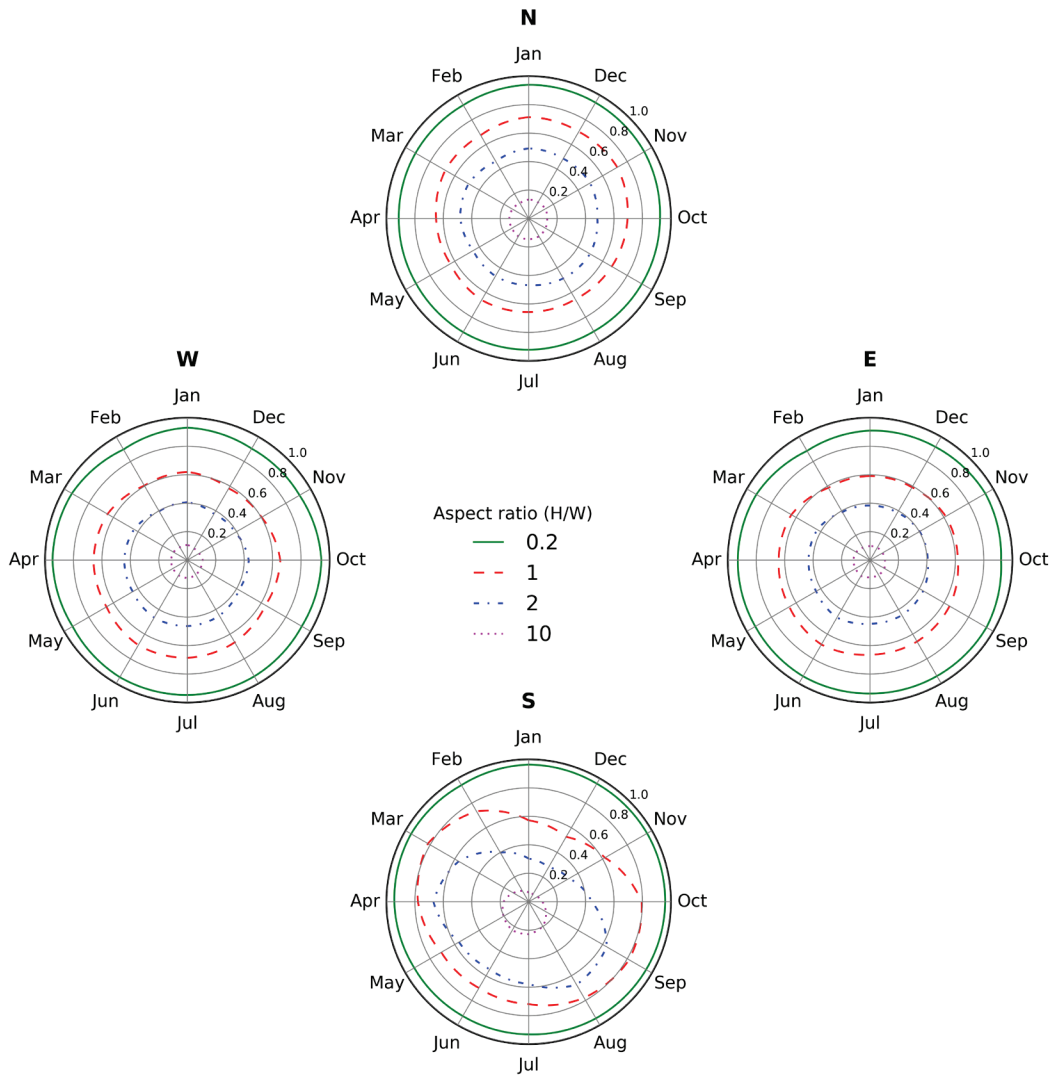 N
Jan
Feb Dec
1.0
Mar 0.8 Nov
0.6
0.4
0.2
Apr Oct
May Sep
Jun Aug
Jul
W
Jan
Feb Dec
1.0
Mar 0.8 Nov
0.6
0.4
0.2
Apr Oct
May Sep
Jun Aug
Jul
E
Jan
Feb Dec
1.0
Mar 0.8 Nov
0.6
0.4
0.2
Apr Oct
May Sep
Jun Aug
Jul
Aspect ratio (H/W)
0.2
1
2
10
S
Jan
Feb Dec
1.0
Mar 0.8 Nov
0.6
0.4
0.2
Apr Oct
May Sep
Jun Aug
Jul